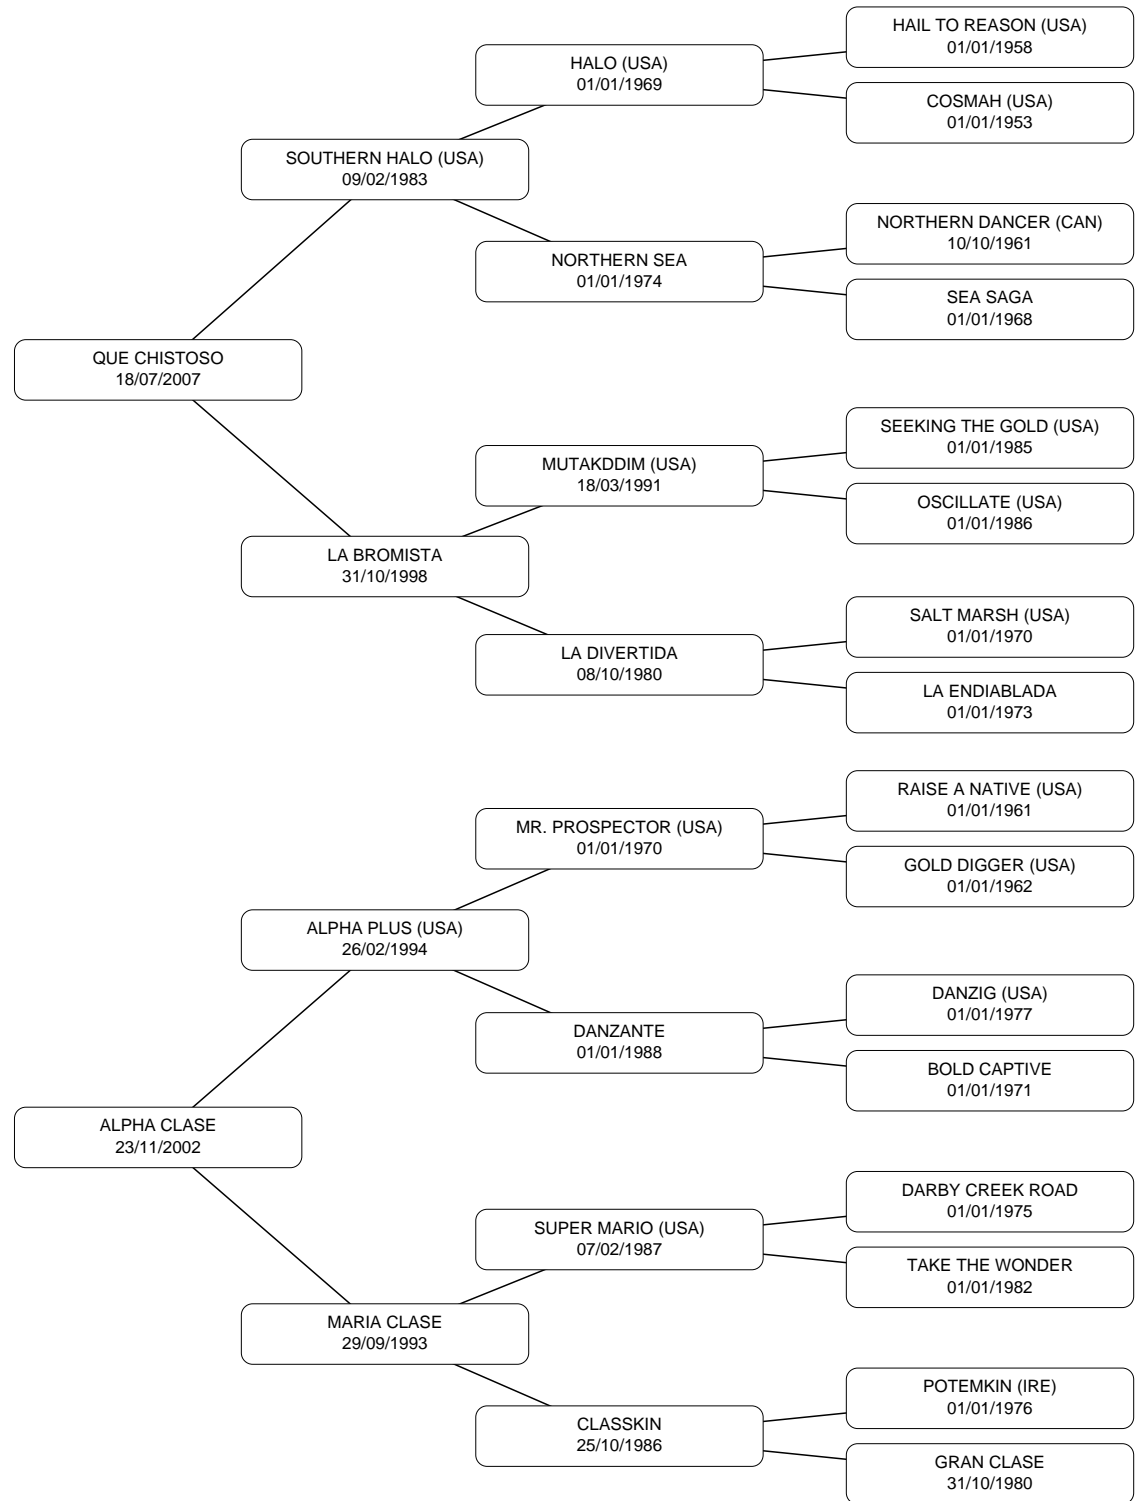 HAIL TO REASON (USA)
01/01/1958
HALO (USA)
01/01/1969
COSMAH (USA)
01/01/1953
SOUTHERN HALO (USA)
09/02/1983
NORTHERN DANCER (CAN)
10/10/1961
NORTHERN SEA
01/01/1974
SEA SAGA
01/01/1968
QUE CHISTOSO
18/07/2007
SEEKING THE GOLD (USA)
01/01/1985
MUTAKDDIM (USA)
18/03/1991
OSCILLATE (USA)
01/01/1986
LA BROMISTA
31/10/1998
SALT MARSH (USA)
01/01/1970
LA DIVERTIDA
08/10/1980
LA ENDIABLADA
01/01/1973
RAISE A NATIVE (USA)
01/01/1961
MR. PROSPECTOR (USA)
01/01/1970
GOLD DIGGER (USA)
01/01/1962
ALPHA PLUS (USA)
26/02/1994
DANZIG (USA)
01/01/1977
DANZANTE
01/01/1988
BOLD CAPTIVE
01/01/1971
ALPHA CLASE
23/11/2002
DARBY CREEK ROAD
01/01/1975
SUPER MARIO (USA)
07/02/1987
TAKE THE WONDER
01/01/1982
MARIA CLASE
29/09/1993
POTEMKIN (IRE)
01/01/1976
CLASSKIN
25/10/1986
GRAN CLASE
31/10/1980